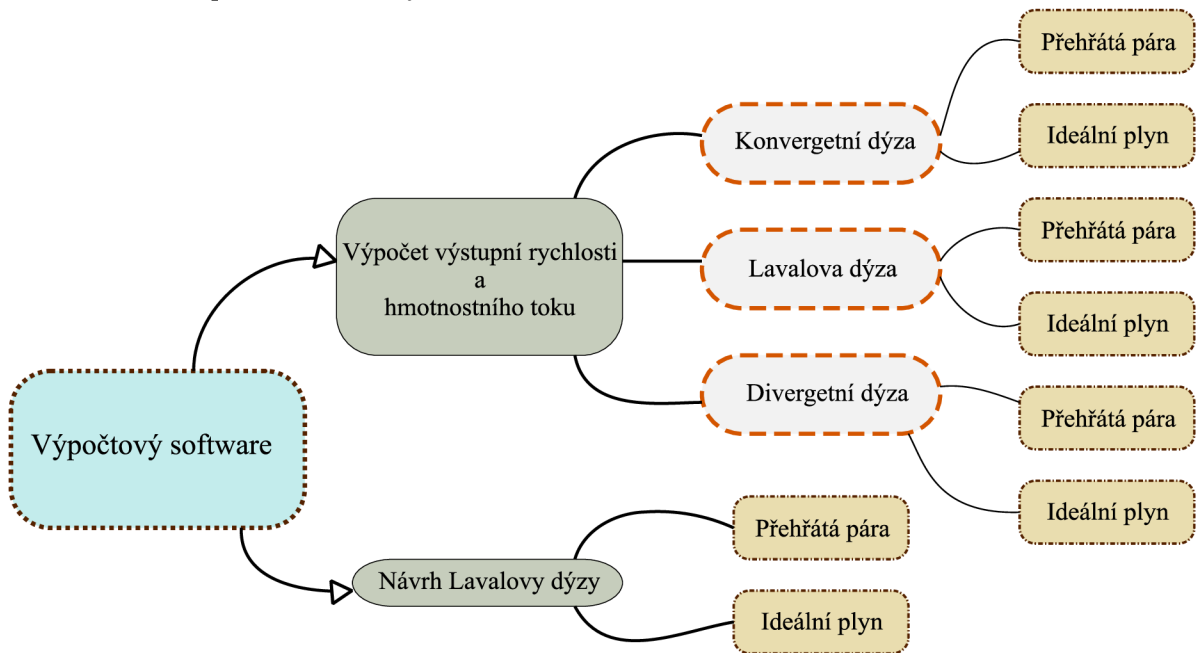 Přehřátá pára
Konvergetní dýza
Ideální plyn
Výpočet výstupní rychlosti
a
hmotnostního toku
Přehřátá pára
Lavalova dýza
Ideální plyn
Divergetní dýza
Přehřátá pára
Ideální plyn
Výpočtový software
Návrh Lavalovy dýzy
Přehřátá pára
Ideální plyn